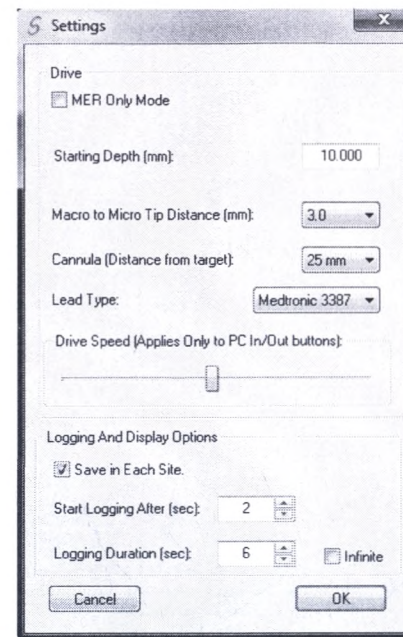 Settings
Drive
MER Only Mode
Starting Depth (mm): 10.000
Macro to Micro Tip Distance (mm): 3.0
Cannula (Distance from target): 25 mm
Lead Type: Medtronic 3387
Drive Speed (Applies Only to PC In/Out buttons):
Logging And Display Options
Save in Each Site.
Start Logging After (sec): 2
Logging Duration (sec): 6 Infinite
Cancel OK